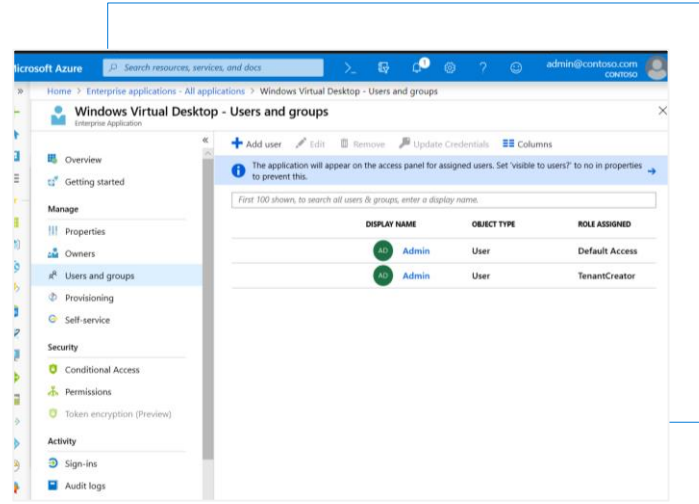 icrosoft Azure
Search resources, services, and docs
1
admin@contoso.com
CONTOSO
Home > Enterprise applications - All applications > Windows Virtual Desktop - Users and groups
Windows Virtual Desktop - Users and groups
Enterprise Application
Overview
Getting started
Manage
Properties
Owners
Users and groups
Provisioning
Self-service
Security
Conditional Access
Permissions
Token encryption (Preview)
Activity
Sign-ins
Audit logs
Add user Edit Remove Update Credentials Columns
The application will appear on the access panel for assigned users. Set 'visible to users?' to no in properties
to prevent this.
First 100 shown, to search all users & groups, enter a display name.
DISPLAY NAME OBJECT TYPE ROLE ASSIGNED
AD Admin User Default Access
AD Admin User TenantCreator